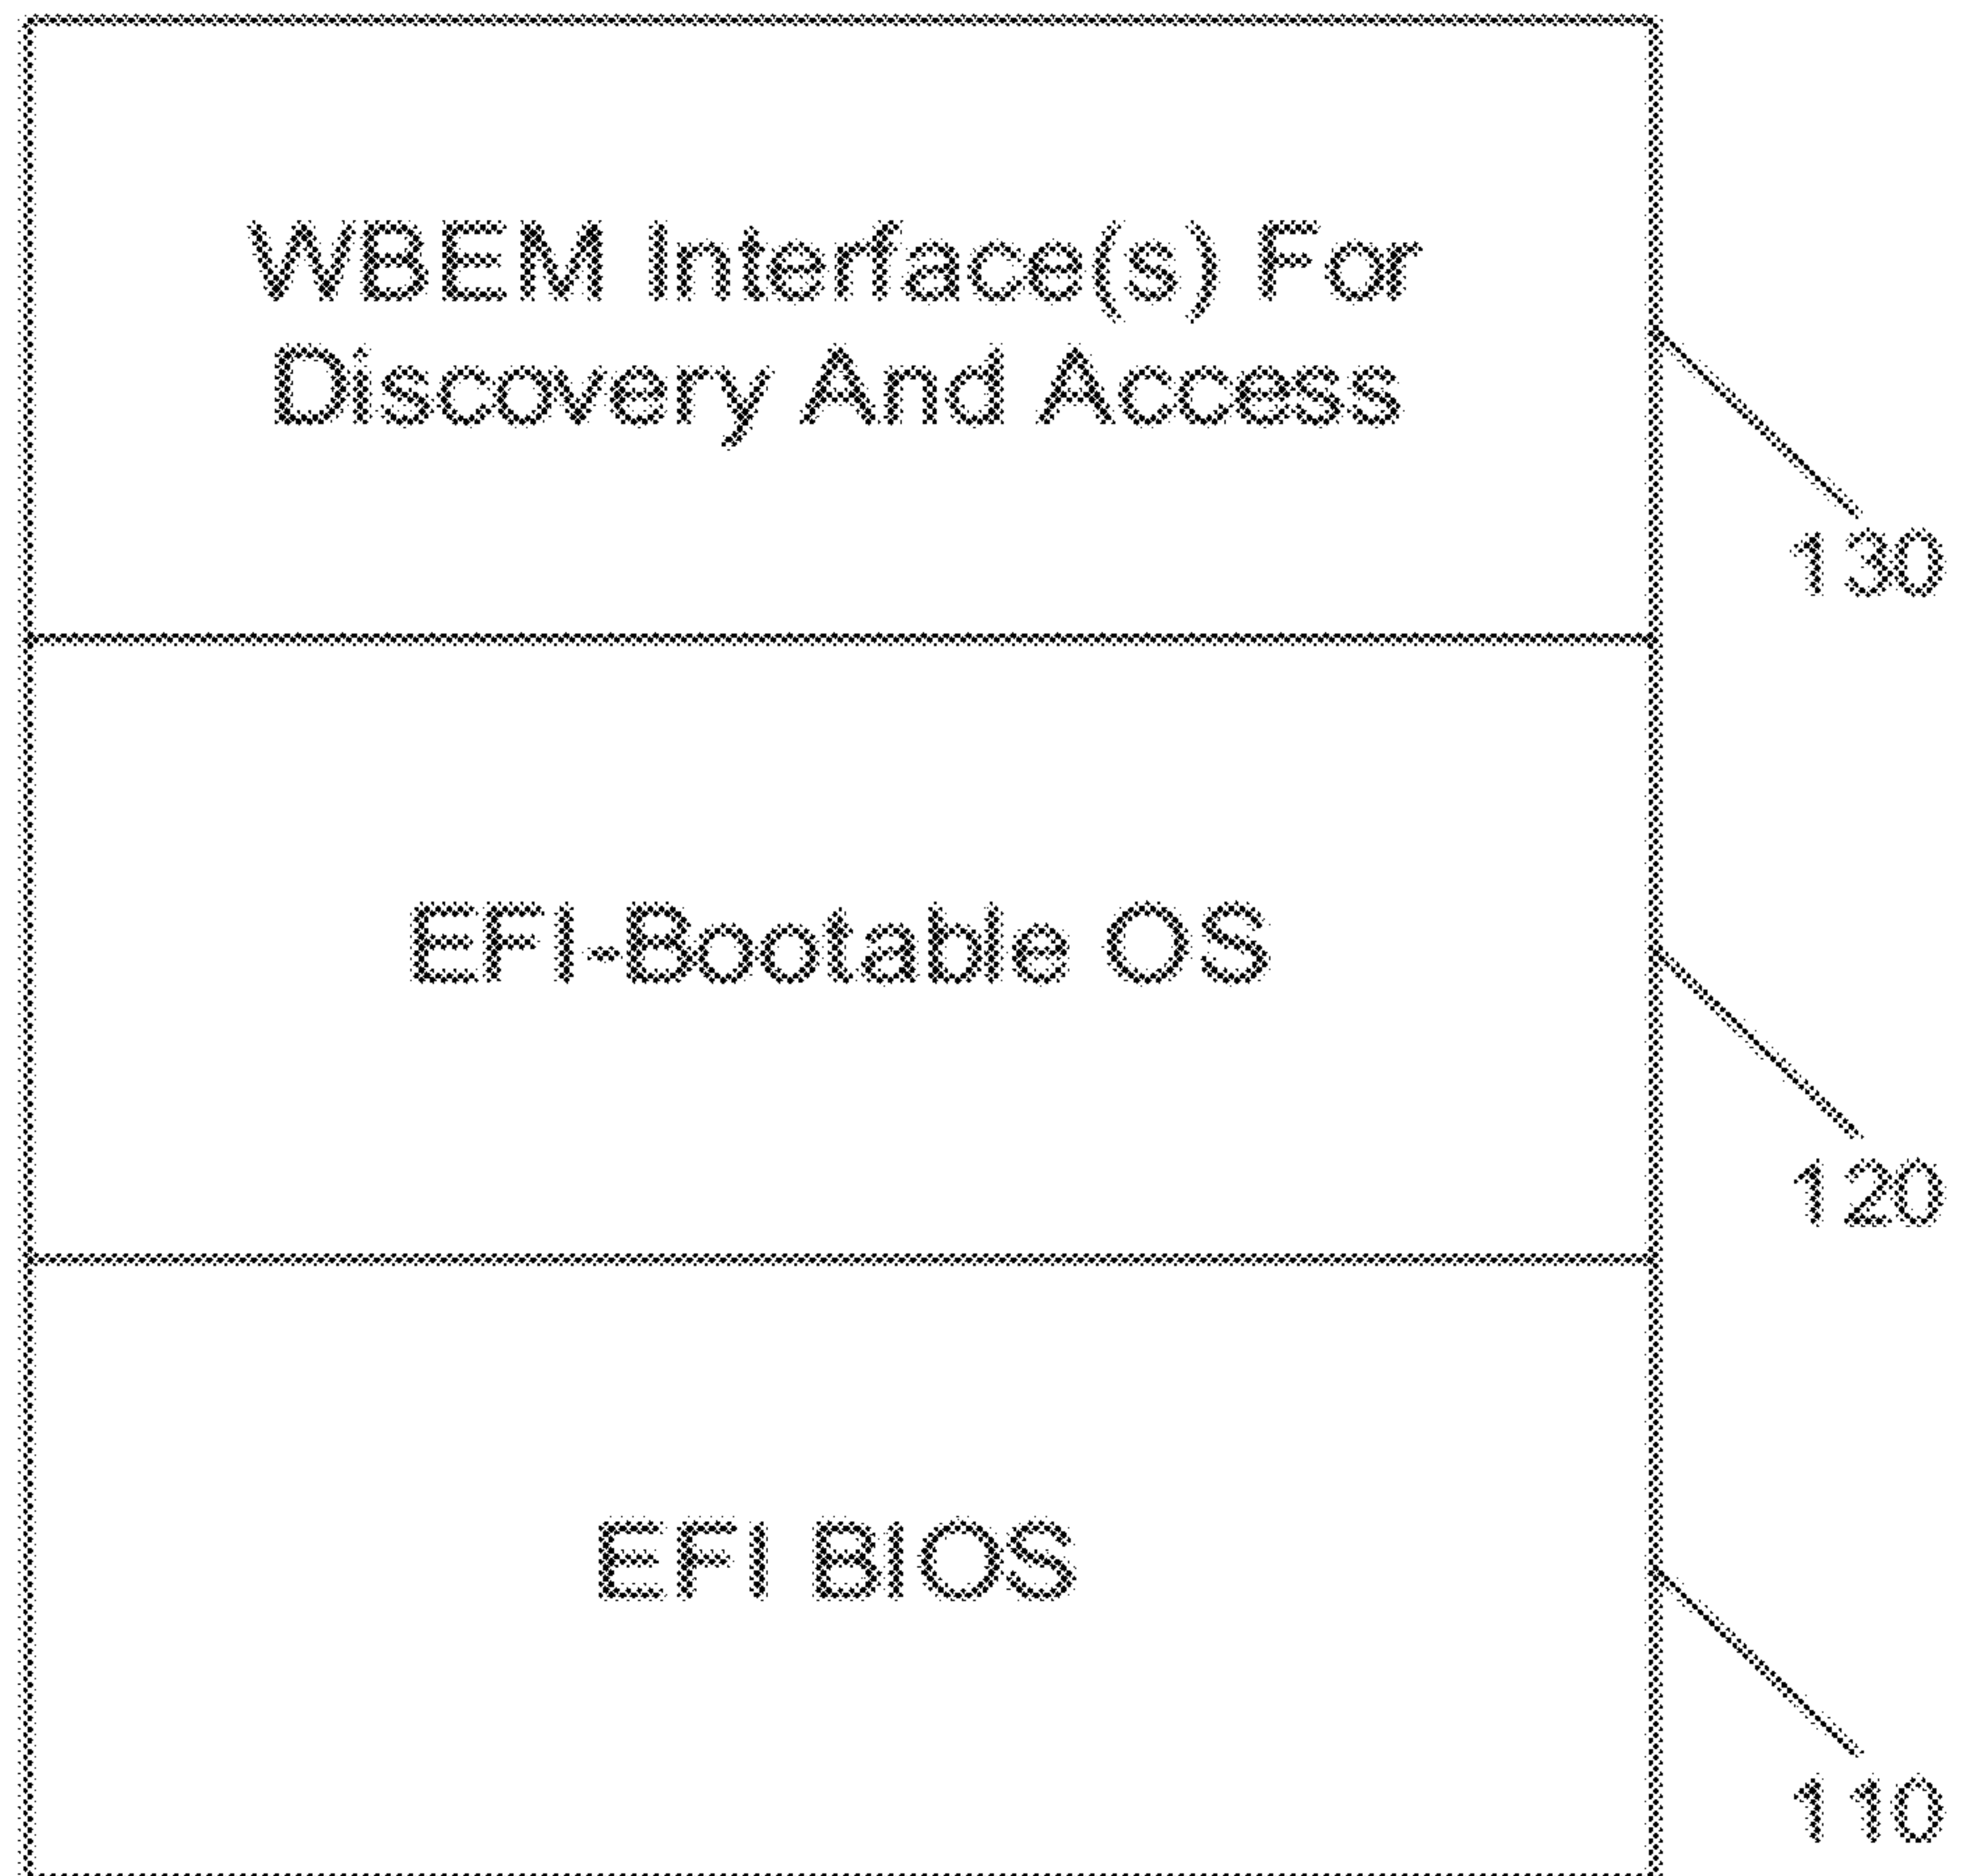 WBEM Interface(s) For
Discovery And Access
130
EFI-Bootable OS
120
EFI BIOS
110